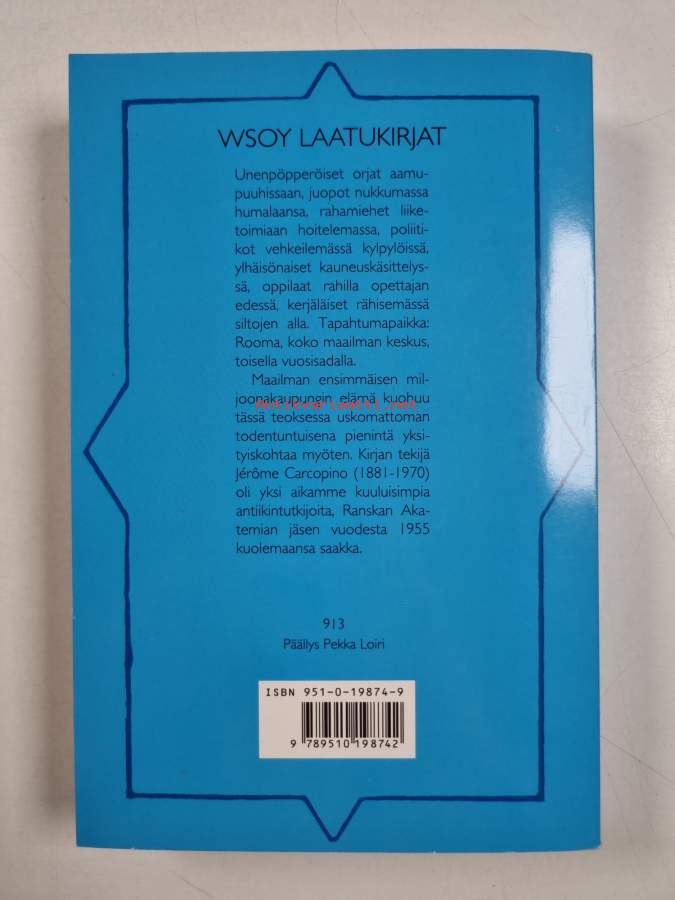 WSOY LAATUKIRJAT
Unenpöpperöiset orjat aamu-
puuhissaan, juopot nukkumassa
humalaansa, rahamiehet liike-
toimiaan hoitelemassa, poliiti-
kot vehkeilemässä kylpylöissä,
ylhäisönaiset kauneuskäsittelys-
sä, oppilaat rahilla opettajan
edessä, kerjäläiset rähisemässä
siltojen alla. Tapahtumapaikka:
Rooma, koko maailman keskus,
toisella vuosisadalla.
Maailman ensimmäisen mil-
joonakaupungin elämä kuohuu
antikvarisatti.net
tässä teoksessa uskomattoman
todentuntuisena pienintä yksi-
tyiskohtaa myöten. Kirjan tekijä
Jérôme Carcopino (1881-1970)
oli yksi aikamme kuuluisimpia
antiikintutkijoita, Ranskan Aka-
temian jäsen vuodesta 1955
kuolemaansa saakka.
913
Päällys Pekka Loiri
ISBN 951-0-19874-9
9 789510 198742